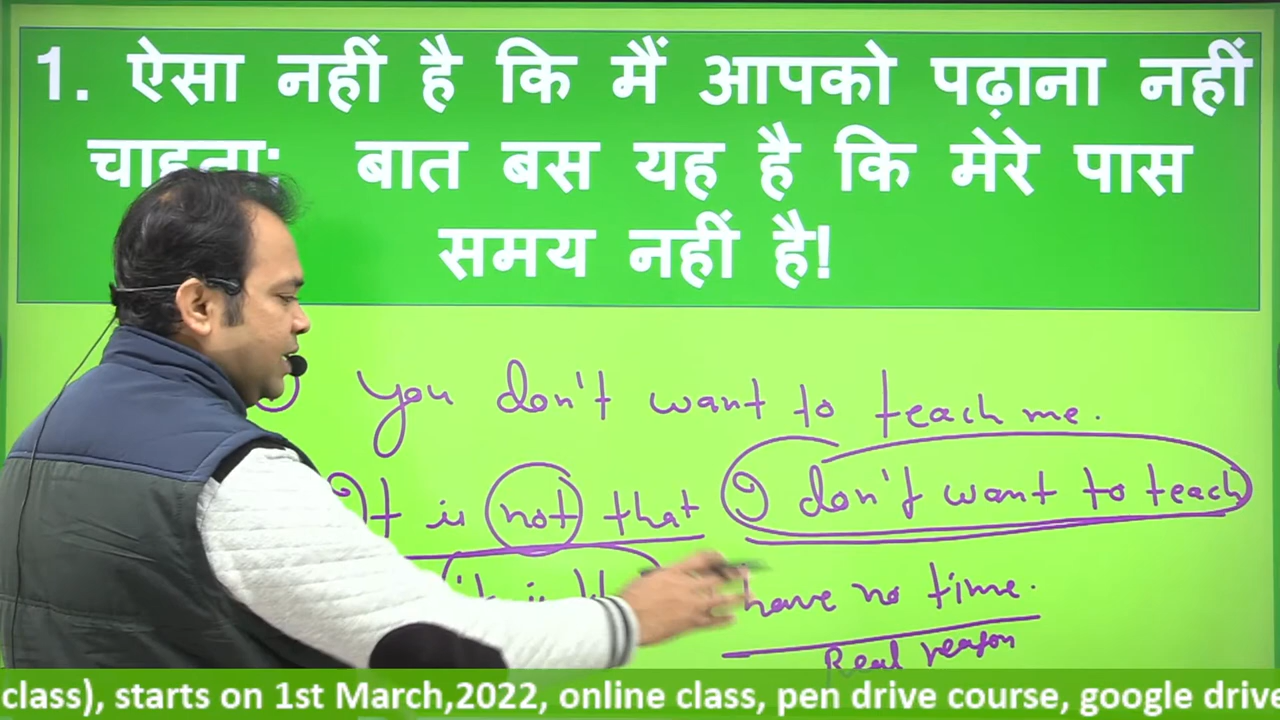 1. ऐसा नहीं है कि मैं आपको पढ़ाना नहीं
चाहता; बात बस यह है कि मेरे पास
समय नहीं है!
You don't want to teach me.
It is not that I don't want to teach
have no time.
Real reason
class), starts on 1st March,2022, online class, pen drive course, google drive